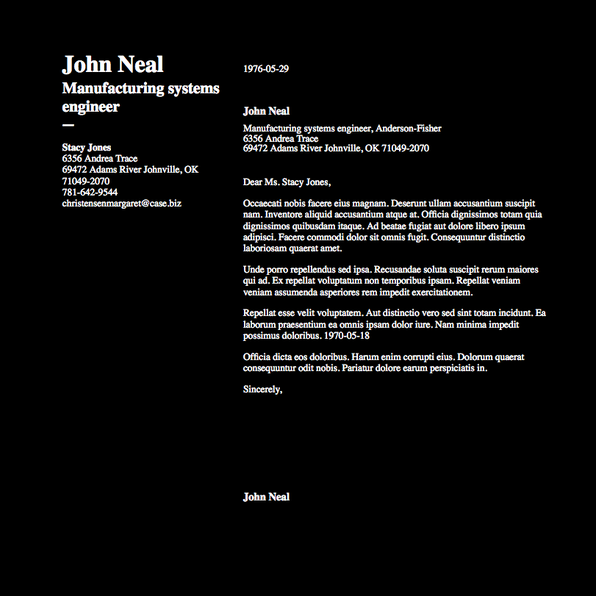 John Neal
Manufacturing systems
engineer
—
Stacy Jones
6356 Andrea Trace
69472 Adams River Johnville, OK
71049-2070
781-642-9544
christensenmargaret@case.biz
1976-05-29
John Neal
Manufacturing systems engineer, Anderson-Fisher
6356 Andrea Trace
69472 Adams River Johnville, OK 71049-2070
Dear Ms. Stacy Jones,
Occaecati nobis facere eius magnam. Deserunt ullam accusantium suscipit
nam. Inventore aliquid accusantium atque at. Officia dignissimos totam quia
dignissimos quibusdam itaque. Ad beatae fugiat aut dolore libero ipsum
adipisci. Facere commodi dolor sit omnis fugit. Consequuntur distinctio
laboriosam quaerat amet.
Unde porro repellendus sed ipsa. Recusandae soluta suscipit rerum maiores
qui ad. Ex repellat voluptatum non temporibus ipsam. Repellat veniam
veniam assumenda asperiores rem impedit exercitationem.
Repellat esse velit voluptatem. Aut distinctio vero sed sint totam incidunt. Ea
laborum praesentium ea omnis ipsam dolor iure. Nam minima impedit
possimus doloribus. 1970-05-18
Officia dicta eos doloribus. Harum enim corrupti eius. Dolorum quaerat
consequuntur odit nobis. Pariatur dolore earum perspiciatis in.
Sincerely,
John Neal